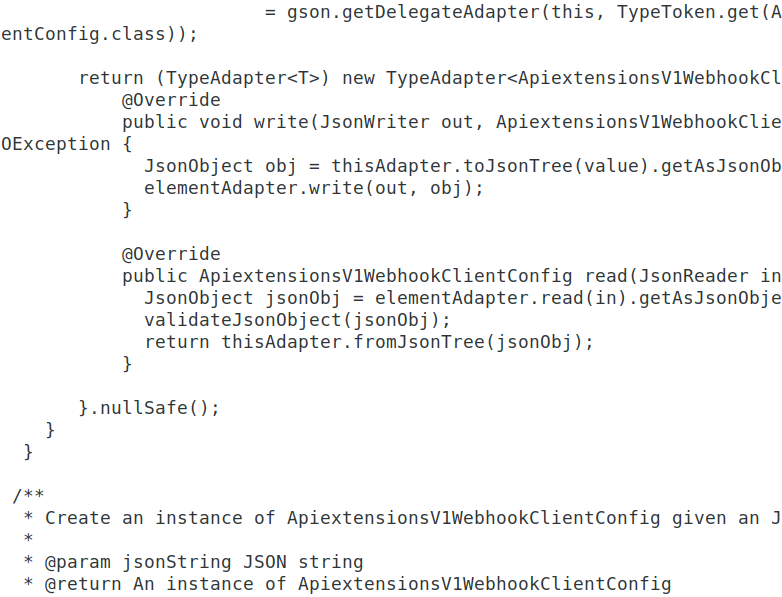 = gson.getDelegateAdapter(this, TypeToken.get(A
entConfig.class));
return (TypeAdapter<T>) new TypeAdapter<ApiextensionsV1WebhookCl
@Override
public void write(JsonWriter out, ApiextensionsV1WebhookClie
OException {
JsonObject obj = thisAdapter.toJsonTree(value).getAsJsonOb
elementAdapter.write(out, obj);
}
@Override
public ApiextensionsV1WebhookClientConfig read(JsonReader in
JsonObject jsonObj = elementAdapter.read(in).getAsJsonObje
validateJsonObject(jsonObj);
return thisAdapter.fromJsonTree(jsonObj);
}
}.nullSafe();
}
}
/**
* Create an instance of ApiextensionsV1WebhookClientConfig given an J
*
* @param jsonString JSON string
* @return An instance of ApiextensionsV1WebhookClientConfig